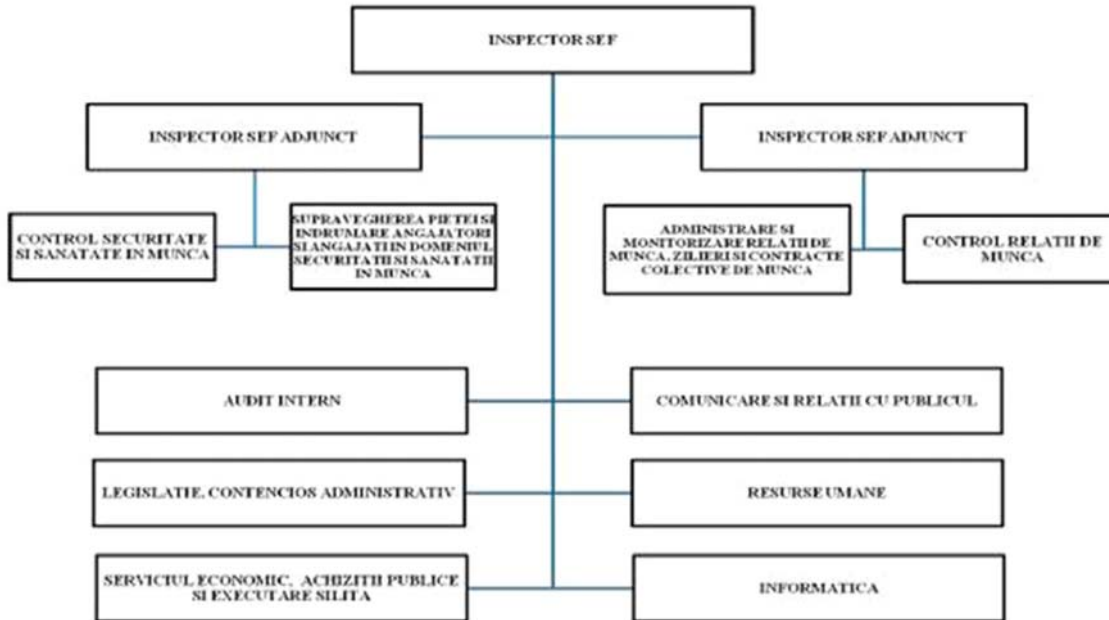 INSPECTOR SEF
INSPECTOR SEF ADJUNCT
INSPECTOR SEF ADJUNCT
CONTROL SECURITATE
SI SANATATE IN MUNCA
SUPRAVEGHEREA PIETEI SI
INDRUMARE ANGAJATORI
SI ANGAJATI IN DOMENIUL
SECURITATII SI SANATATII
IN MUNCA
ADMINISTRARE SI
MONITORIZARE RELATII DE
MUNCA, ZILIERI SI CONTRACTE
COLECTIVE DE MUNCA
CONTROL RELATII DE
MUNCA
AUDIT INTERN
COMUNICARE SI RELATII CU PUBLICUL
LEGISLATIE, CONTENCIOS ADMINISTRATIV
RESURSE UMANE
SERVICIUL ECONOMIC, ACHIZITII PUBLICE
SI EXECUTARE SILITA
INFORMATICA